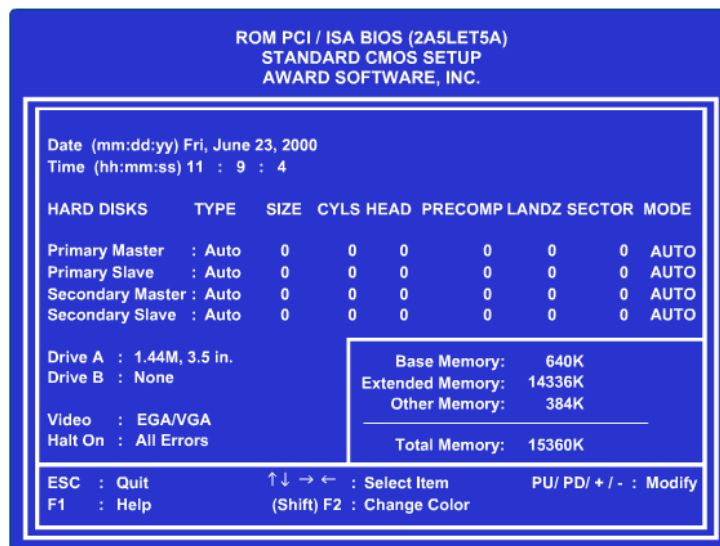 ROM PCI / ISA BIOS (2A5LET5A)
STANDARD CMOS SETUP
AWARD SOFTWARE, INC.
Date (mm:dd:yy) Fri, June 23, 2000
Time (hh:mm:ss) 11 : 9 : 4
HARD DISKS TYPE SIZE CYLS HEAD PRECOMP LANDZ SECTOR MODE
Primary Master : Auto 0 0 0 0 0 0 AUTO
Primary Slave : Auto 0 0 0 0 0 0 AUTO
Secondary Master : Auto 0 0 0 0 0 0 AUTO
Secondary Slave : Auto 0 0 0 0 0 0 AUTO
Drive A : 1.44M, 3.5 in.
Drive B : None
Video : EGA/VGA
Halt On : All Errors
Base Memory: 640K
Extended Memory: 14336K
Other Memory: 384K
Total Memory: 15360K
ESC : Quit ↑↓ → ← : Select Item PU/ PD/ + / - : Modify
F1 : Help (Shift) F2 : Change Color